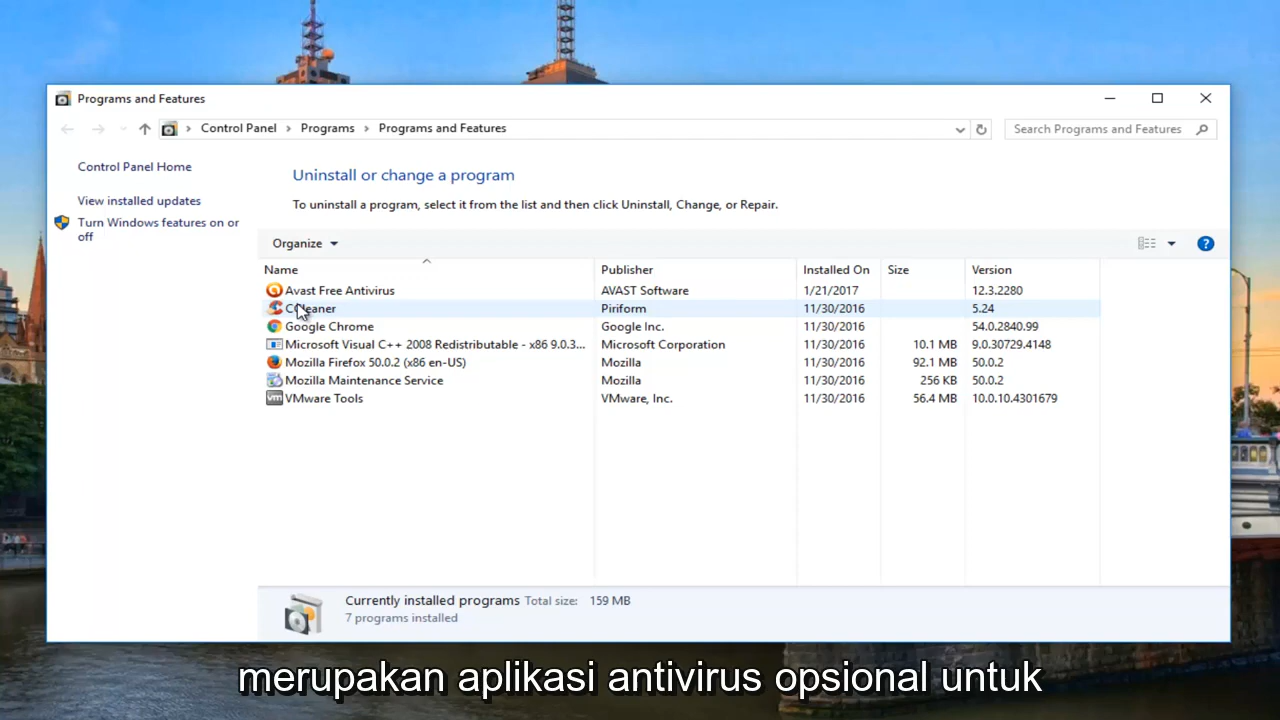 Programs and Features
Control Panel > Programs > Programs and Features
Search Programs and Features
Control Panel Home
View installed updates
Turn Windows features on or
off
Uninstall or change a program
To uninstall a program, select it from the list and then click Uninstall, Change, or Repair.
Organize
Name Publisher Installed On Size Version
Avast Free Antivirus AVAST Software 1/21/2017 12.3.2280
CCleaner Piriform 11/30/2016 5.24
Google Chrome Google Inc. 11/30/2016 54.0.2840.99
Microsoft Visual C++ 2008 Redistributable - x86 9.0.3... Microsoft Corporation 11/30/2016 10.1 MB 9.0.30729.4148
Mozilla Firefox 50.0.2 (x86 en-US) Mozilla 11/30/2016 92.1 MB 50.0.2
Mozilla Maintenance Service Mozilla 11/30/2016 256 KB 50.0.2
vm VMware Tools VMware, Inc. 11/30/2016 56.4 MB 10.0.10.4301679
Currently installed programs Total size: 159 MB
7 programs installed
merupakan aplikasi antivirus opsional untuk